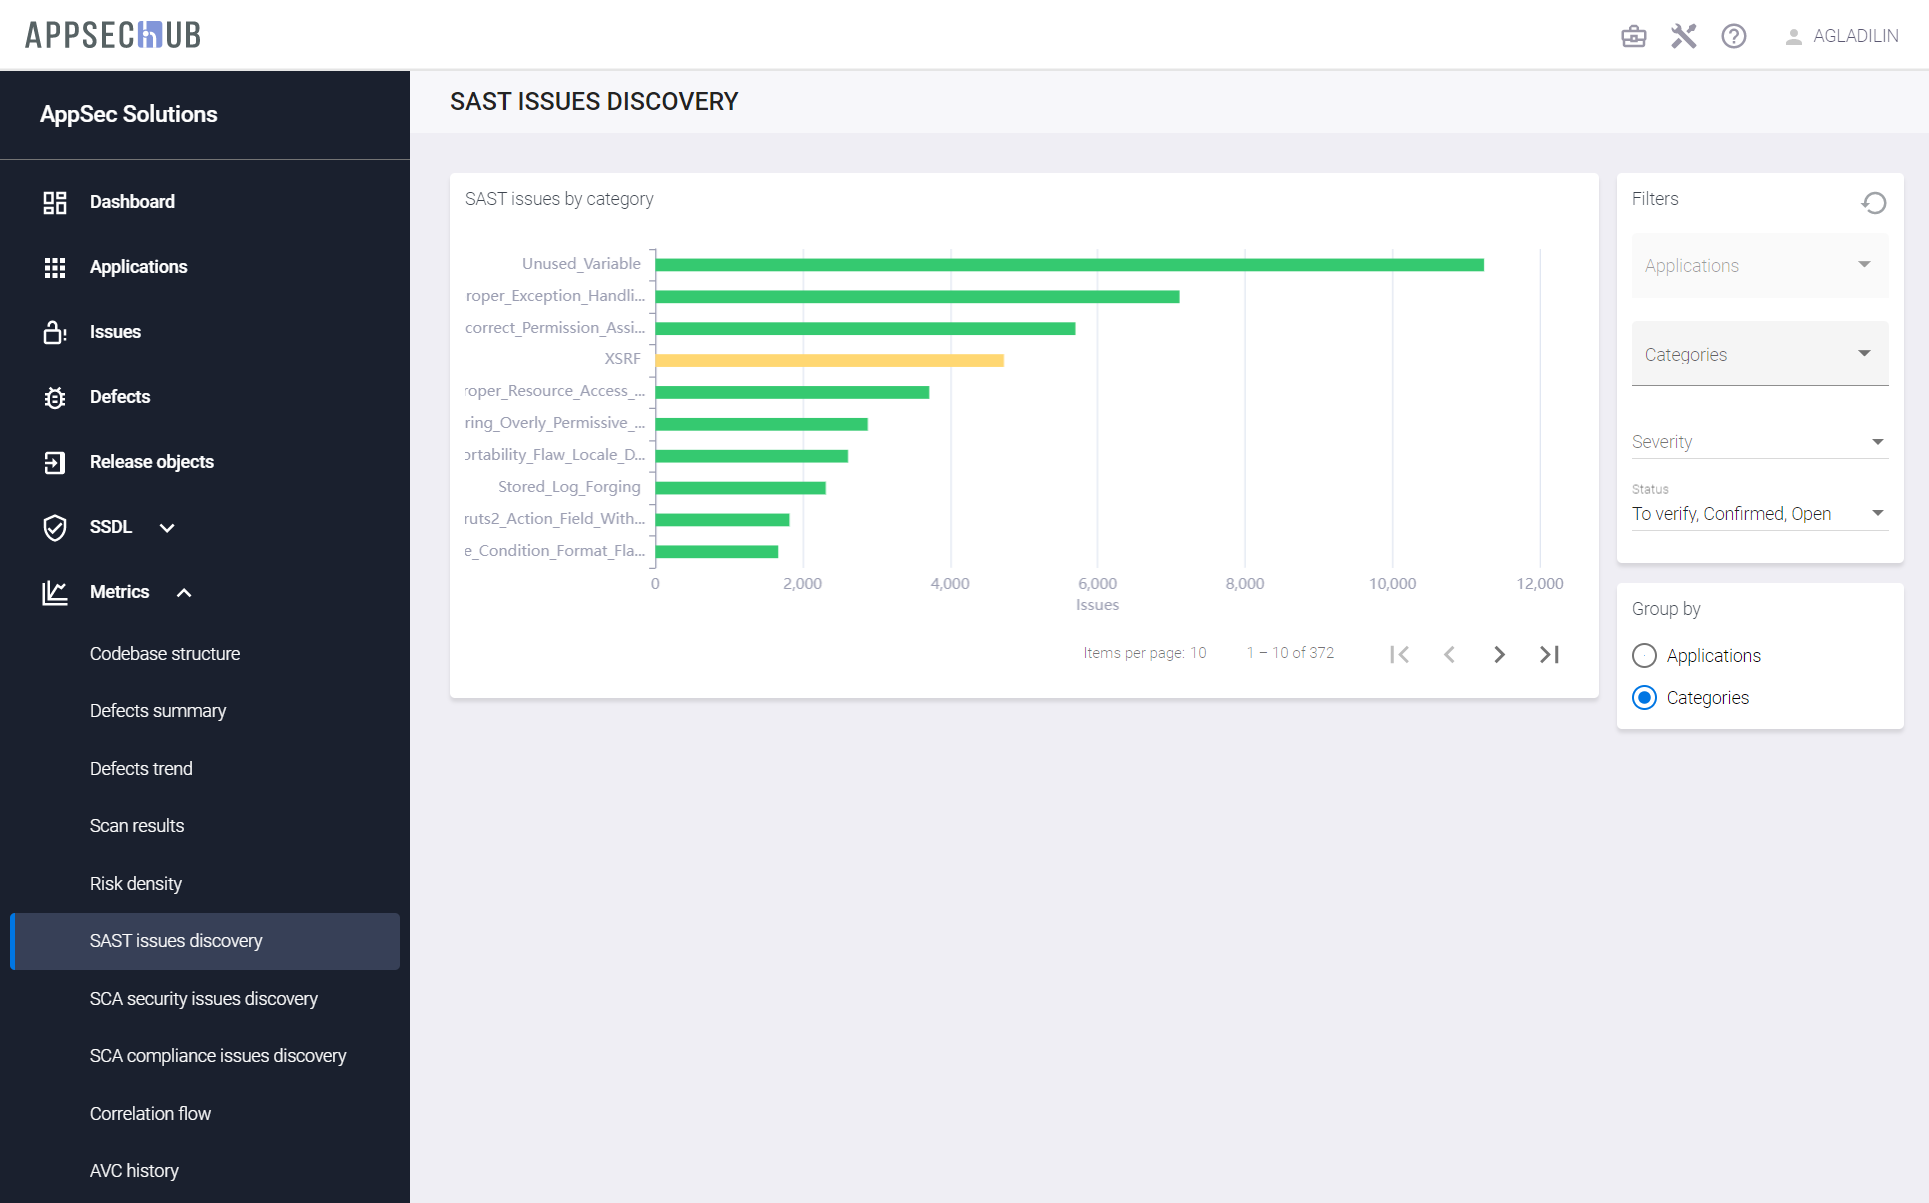 APPSECHUB
AGLADILIN
AppSec Solutions
Dashboard
Applications
Issues
Defects
Release objects
SSDL
Metrics
Codebase structure
Defects summary
Defects trend
Scan results
Risk density
SAST issues discovery
SCA security issues discovery
SCA compliance issues discovery
Correlation flow
AVC history
SAST ISSUES DISCOVERY
SAST issues by category
Unused_Variable
roper_Exception_Handli...
correct_Permission_Assi...
XSRF
roper_Resource_Access_...
ring_Overly_Permissive_...
ortability_Flaw_Locale_D...
Stored_Log_Forging
ruts2_Action_Field_With...
e_Condition_Format_Fla...
0 2,000 4,000 6,000 8,000 10,000 12,000
Issues
Items per page: 10 1 – 10 of 372
Filters
Applications
Categories
Severity
Status
To verify, Confirmed, Open
Group by
Applications
Categories